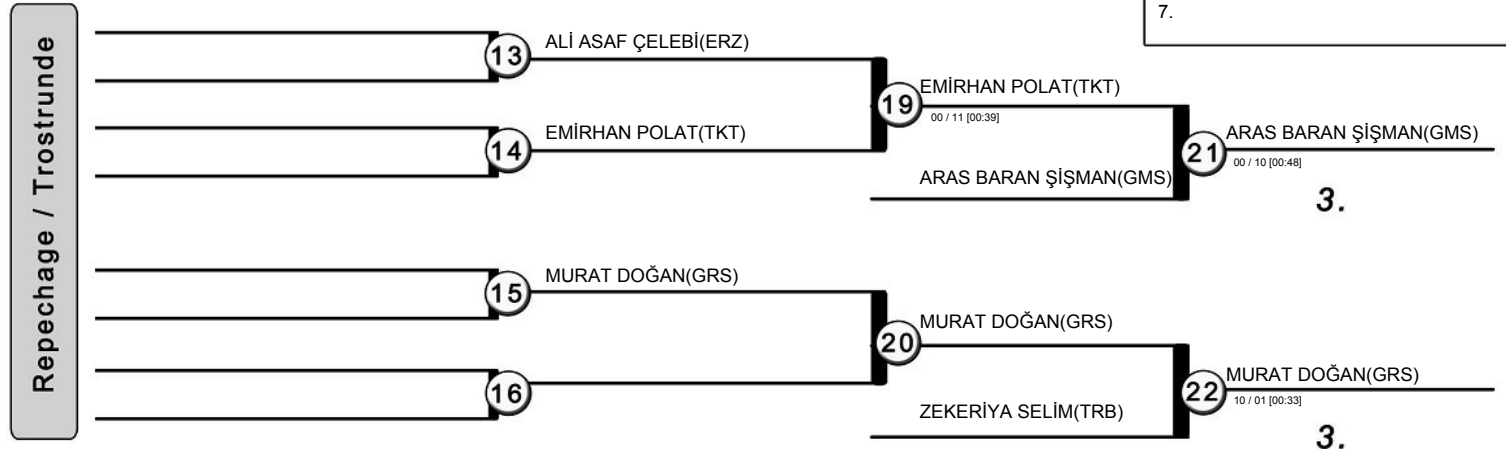 7.
Repechage / Trostrunde
13
ALİ ASAF ÇELEBİ(ERZ)
14
EMİRHAN POLAT(TKT)
19
EMİRHAN POLAT(TKT)
00 / 11 [00:39]
ARAS BARAN ŞİŞMAN(GMS)
21
ARAS BARAN ŞİŞMAN(GMS)
00 / 10 [00:48]
3.
15
MURAT DOĞAN(GRS)
16
20
MURAT DOĞAN(GRS)
ZEKERİYA SELİM(TRB)
22
MURAT DOĞAN(GRS)
10 / 01 [00:33]
3.